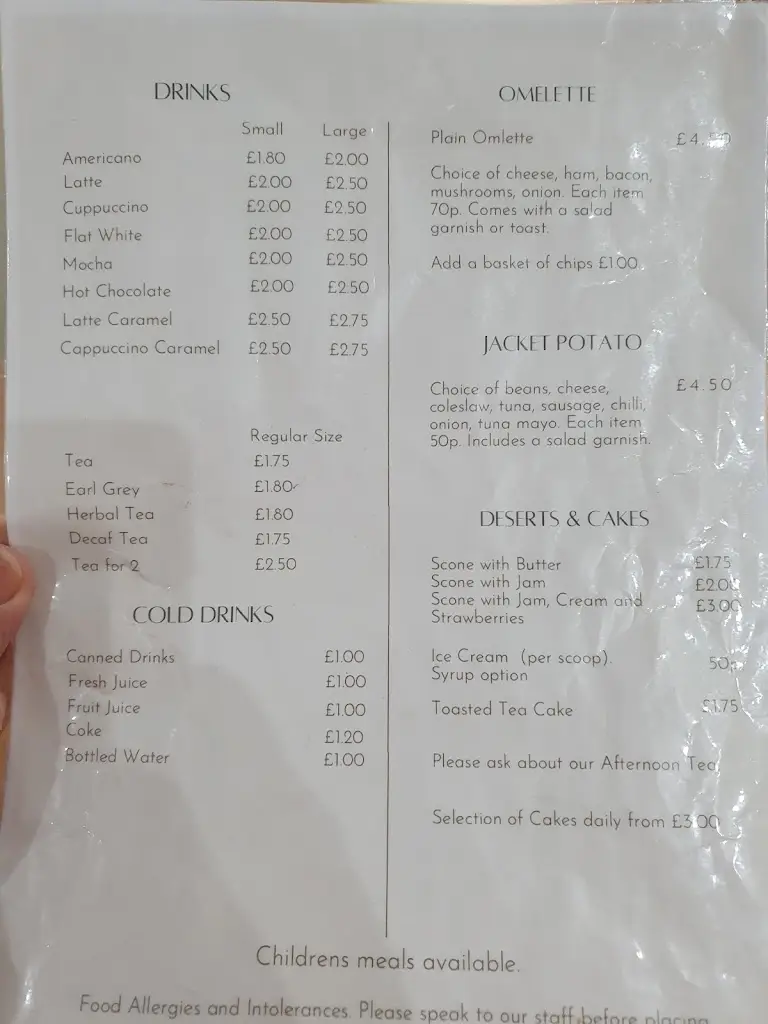 DRINKS
Small Large
Americano £1.80 £2.00
Latte £2.00 £2.50
Cuppuccino £2.00 £2.50
Flat White £2.00 £2.50
Mocha £2.00 £2.50
Hot Chocolate £2.00 £2.50
Latte Caramel £2.50 £2.75
Cappuccino Caramel £2.50 £2.75
Regular Size
Tea £1.75
Earl Grey £1.80
Herbal Tea £1.80
Decaf Tea £1.75
Tea for 2 £2.50
COLD DRINKS
Canned Drinks £1.00
Fresh Juice £1.00
Fruit Juice £1.00
Coke £1.20
Bottled Water £1.00
OMELETTE
Plain Omlette
Choice of cheese, ham, bacon,
mushrooms, onion. Each item
70p. Comes with a salad
garnish or toast.
Add a basket of chips £1.00
JACKET POTATO
Choice of beans, cheese, £4.50
coleslaw, tuna, sausage, chilli,
onion, tuna mayo. Each item
50p. Includes a salad garnish.
DESERTS & CAKES
Scone with Butter £1.75
Scone with Jam £2.00
Scone with Jam, Cream and £3.00
Strawberries
Ice Cream (per scoop). 50p
Syrup option
Toasted Tea Cake £1.75
Please ask about our Afternoon Tea
Selection of Cakes daily from £3.00
Childrens meals available.
Food Allergies and Intolerances. Please speak to our staff before placing